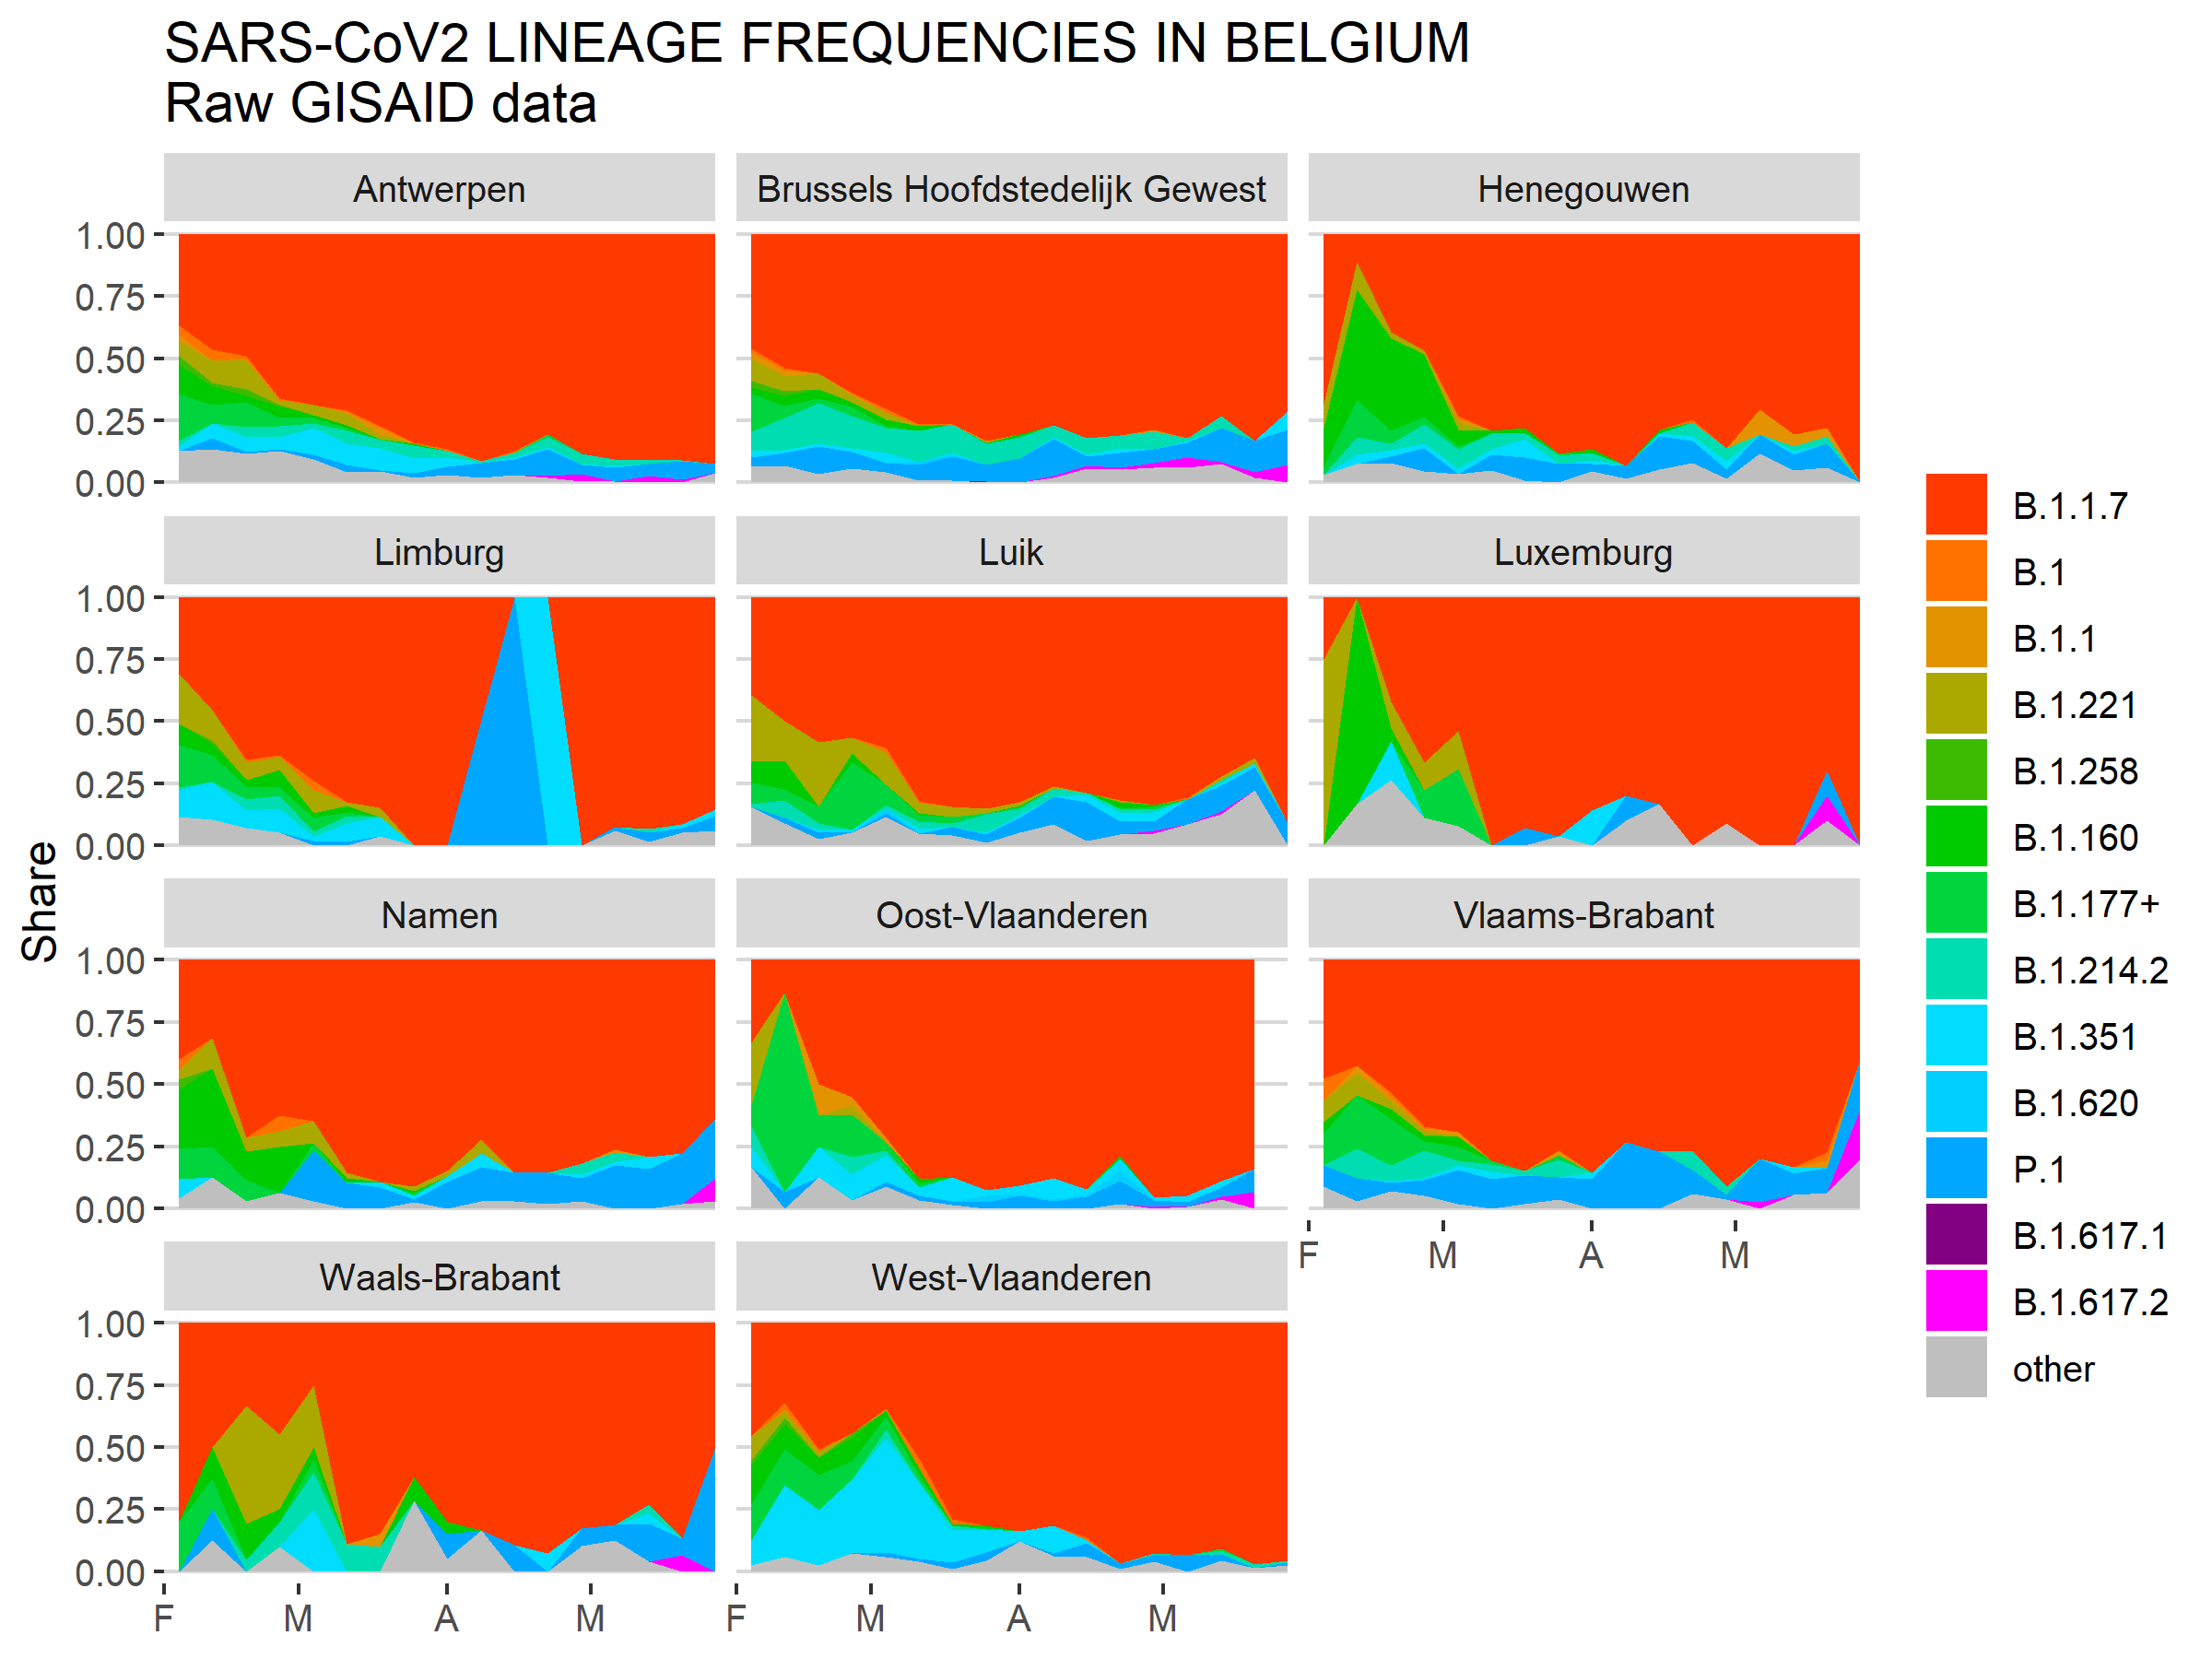 SARS-CoV2 LINEAGE FREQUENCIES IN BELGIUM
Raw GISAID data
Antwerpen
Brussels Hoofdstedelijk Gewest
Henegouwen
1.00
0.75
0.50
0.25
0.00
Limburg
Luik
Luxemburg
1.00
0.75
0.50
0.25
0.00
Share
Namen
Oost-Vlaanderen
Vlaams-Brabant
1.00
0.75
0.50
0.25
0.00
F M A M
Waals-Brabant
West-Vlaanderen
1.00
0.75
0.50
0.25
0.00
F M A M
F M A M
B.1.1.7
B.1
B.1.1
B.1.221
B.1.258
B.1.160
B.1.177+
B.1.214.2
B.1.351
B.1.620
P.1
B.1.617.1
B.1.617.2
other